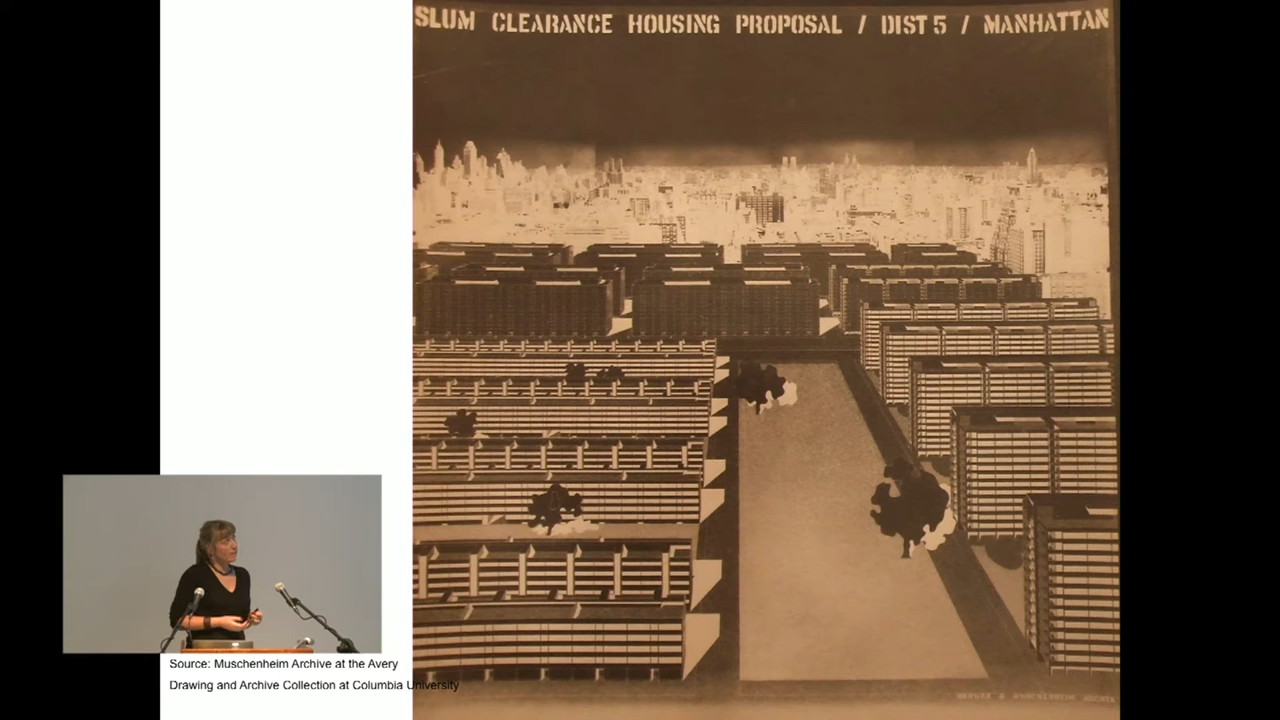 SLUM CLEARANCE HOUSING PROPOSAL / DIST 5 / MANHATTAN
Source: Muschenheim Archive at the Avery
Drawing and Archive Collection at Columbia University